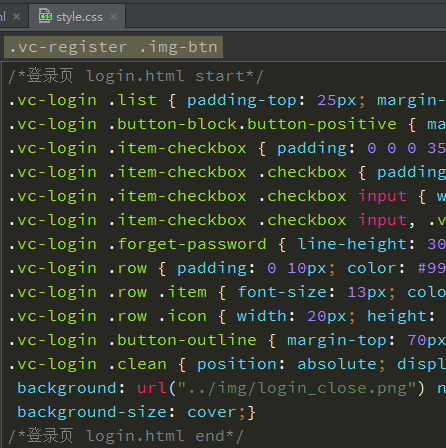 style.css
.vc-register .img-btn
/*登录页 login.html start*/
.vc-login .list { padding-top: 25px; margin-
.vc-login .button-block.button-positive { ma
.vc-login .item-checkbox { padding: 0 0 0 35
.vc-login .item-checkbox .checkbox { padding
.vc-login .item-checkbox .checkbox input { w
.vc-login .item-checkbox .checkbox input, .v
.vc-login .forget-password { line-height: 30
.vc-login .row { padding: 0 10px; color: #99
.vc-login .row .item { font-size: 13px; colo
.vc-login .row .icon { width: 20px; height:
.vc-login .button-outline { margin-top: 70px
.vc-login .clean { position: absolute; displ
background: url("../img/login_close.png") n
background-size: cover;}
/*登录页 login.html end*/